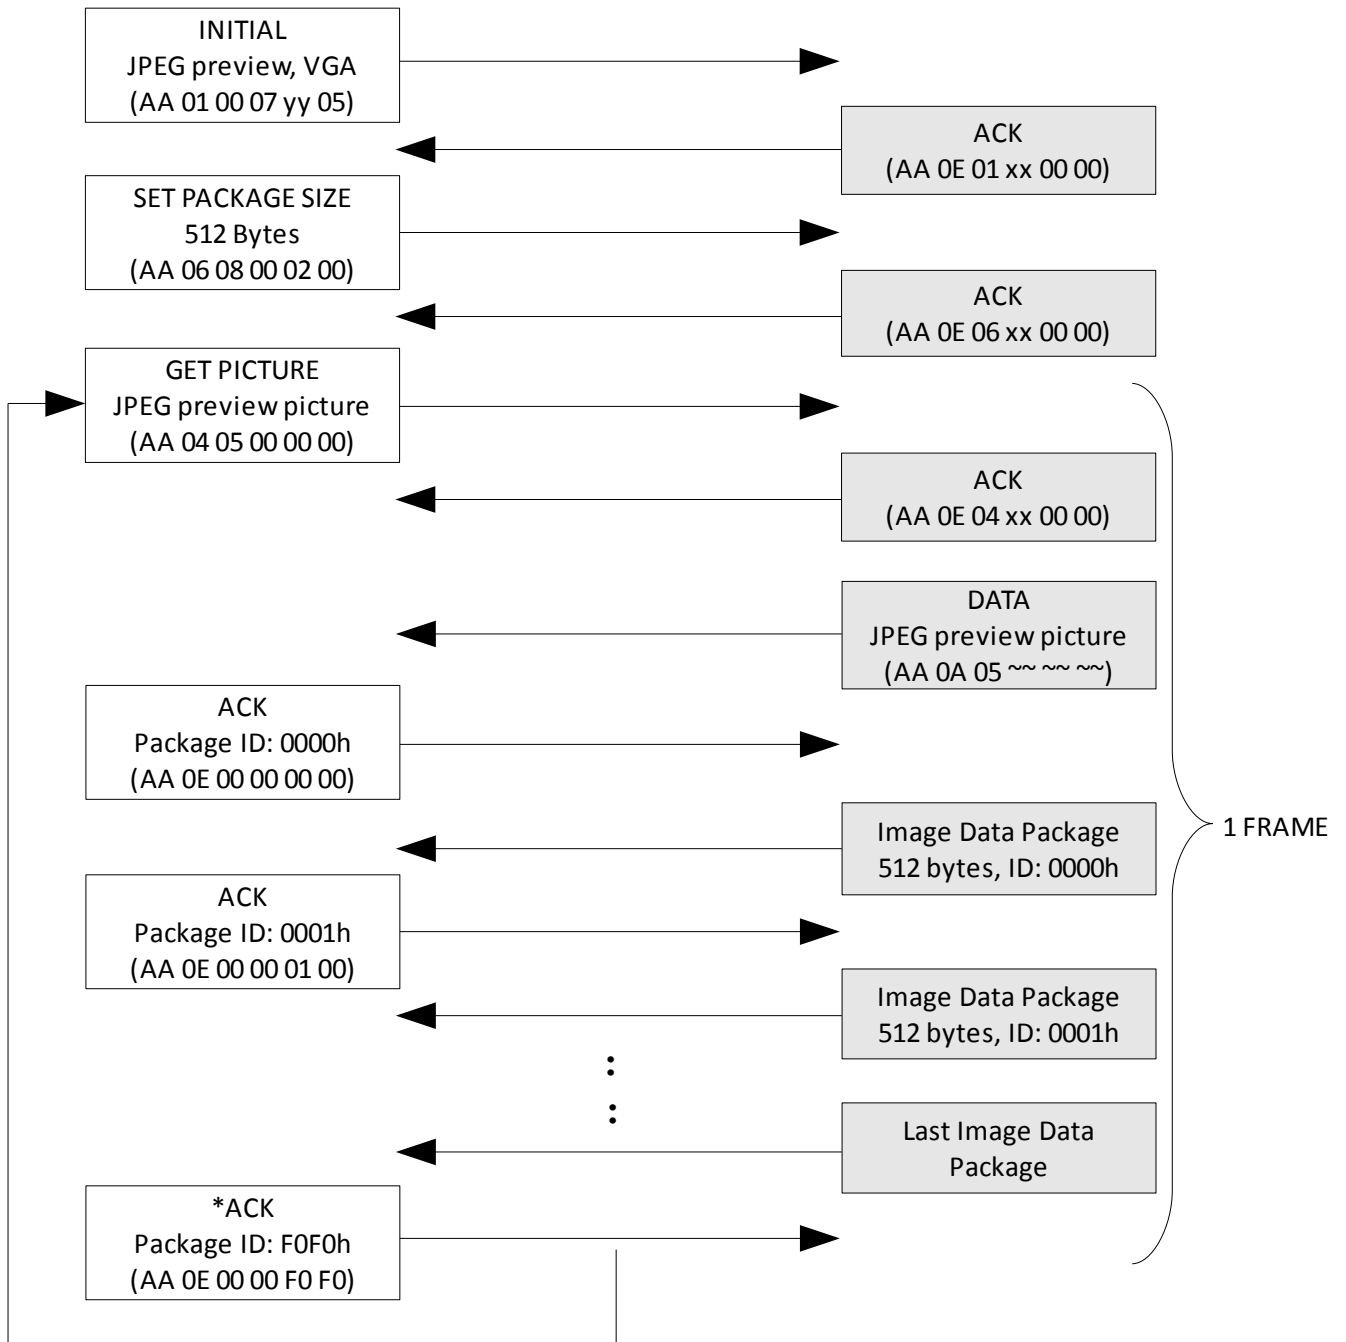 INITIAL
JPEG preview, VGA
(AA 01 00 07 yy 05)
ACK
(AA 0E 01 xx 00 00)
SET PACKAGE SIZE
512 Bytes
(AA 06 08 00 02 00)
ACK
(AA 0E 06 xx 00 00)
GET PICTURE
JPEG preview picture
(AA 04 05 00 00 00)
ACK
(AA 0E 04 xx 00 00)
DATA
JPEG preview picture
(AA 0A 05 ~~ ~~ ~~)
ACK
Package ID: 0000h
(AA 0E 00 00 00 00)
Image Data Package
512 bytes, ID: 0000h
1 FRAME
ACK
Package ID: 0001h
(AA 0E 00 00 01 00)
Image Data Package
512 bytes, ID: 0001h
Last Image Data
Package
*ACK
Package ID: F0F0h
(AA 0E 00 00 F0 F0)